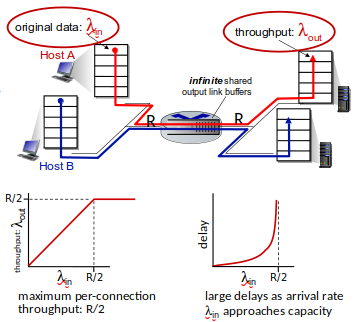 original data: λin
throughput: λout
Host A
infinite shared
output link buffers
R
R
Host B
R/2
throughput: λout
λin
R/2
delay
λin
R/2
maximum per-connection
throughput: R/2
large delays as arrival rate
λin approaches capacity